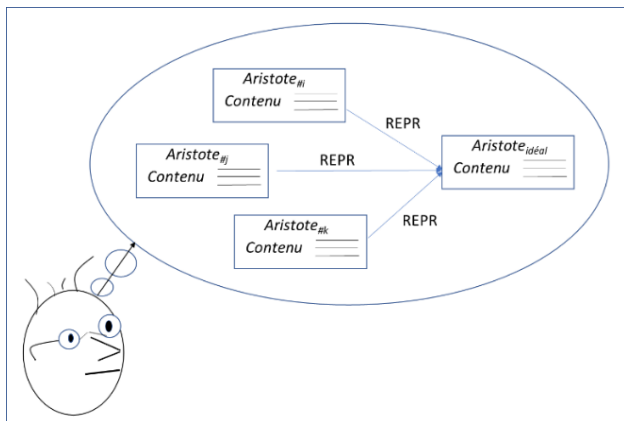 Aristote#i
Contenu
REPR
Aristote#j
Contenu
REPR
Aristoteidéal
Contenu
REPR
Aristote#k
Contenu